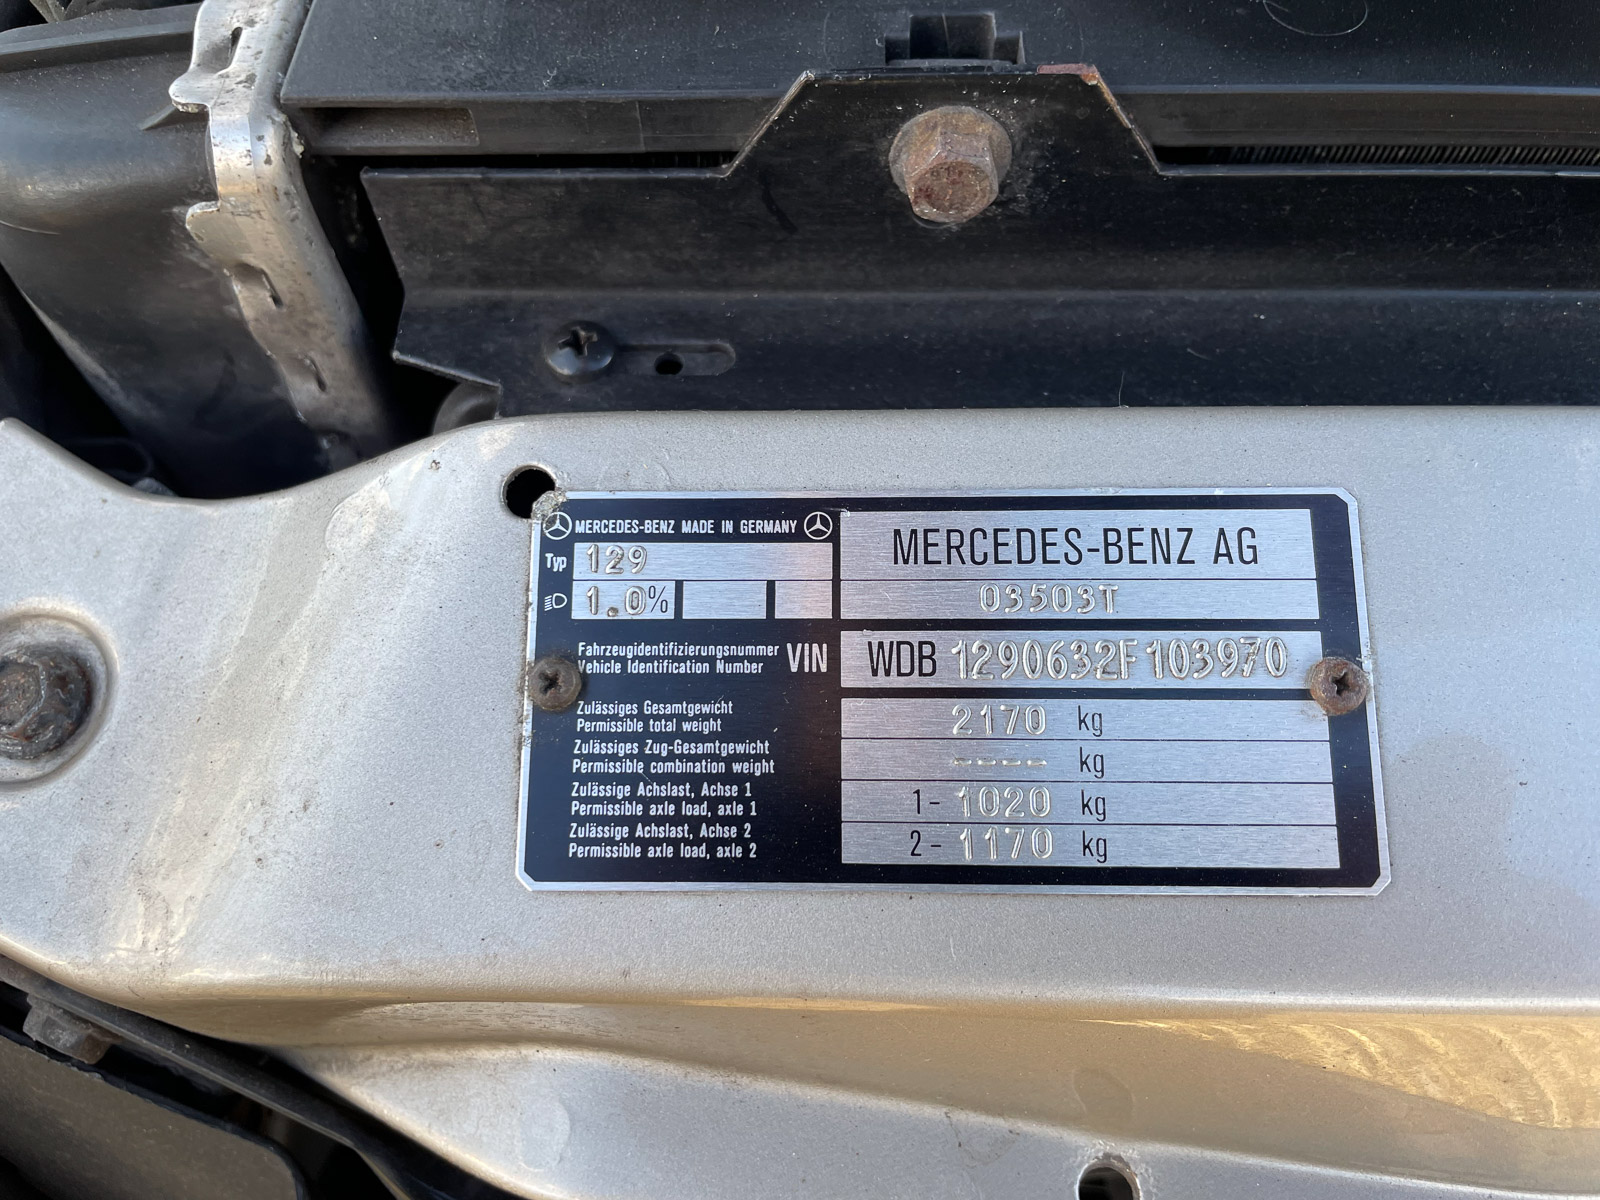 MERCEDES-BENZ MADE IN GERMANY
MERCEDES-BENZ AG
Typ 129
1.0%
03503T
Fahrzeugidentifizierungsnummer
Vehicle Identification Number
VIN
WDB 1290632F103970
Zulässiges Gesamtgewicht
Permissible total weight
2170 kg
Zulässiges Zug-Gesamtgewicht
Permissible combination weight
---- kg
Zulässige Achslast, Achse 1
Permissible axle load, axle 1
1- 1020 kg
Zulässige Achslast, Achse 2
Permissible axle load, axle 2
2- 1170 kg